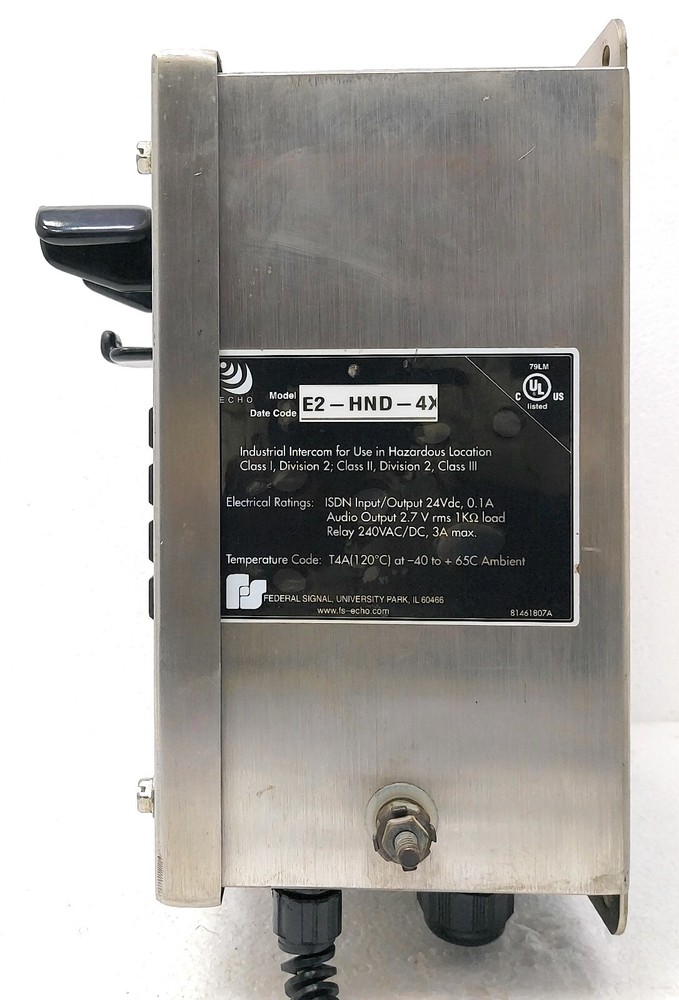 ECHO
Model E2-HND-4X
Date Code
79LM
C UL US
listed
Industrial Intercom for Use in Hazardous Location
Class I, Division 2; Class II, Division 2, Class III
Electrical Ratings: ISDN Input/Output 24Vdc, 0.1A
Audio Output 2.7 V rms 1KΩ load
Relay 240VAC/DC, 3A max.
Temperature Code: T4A(120°C) at -40 to + 65C Ambient
FS FEDERAL SIGNAL, UNIVERSITY PARK, IL 60466
www.fs-echo.com
81461807A